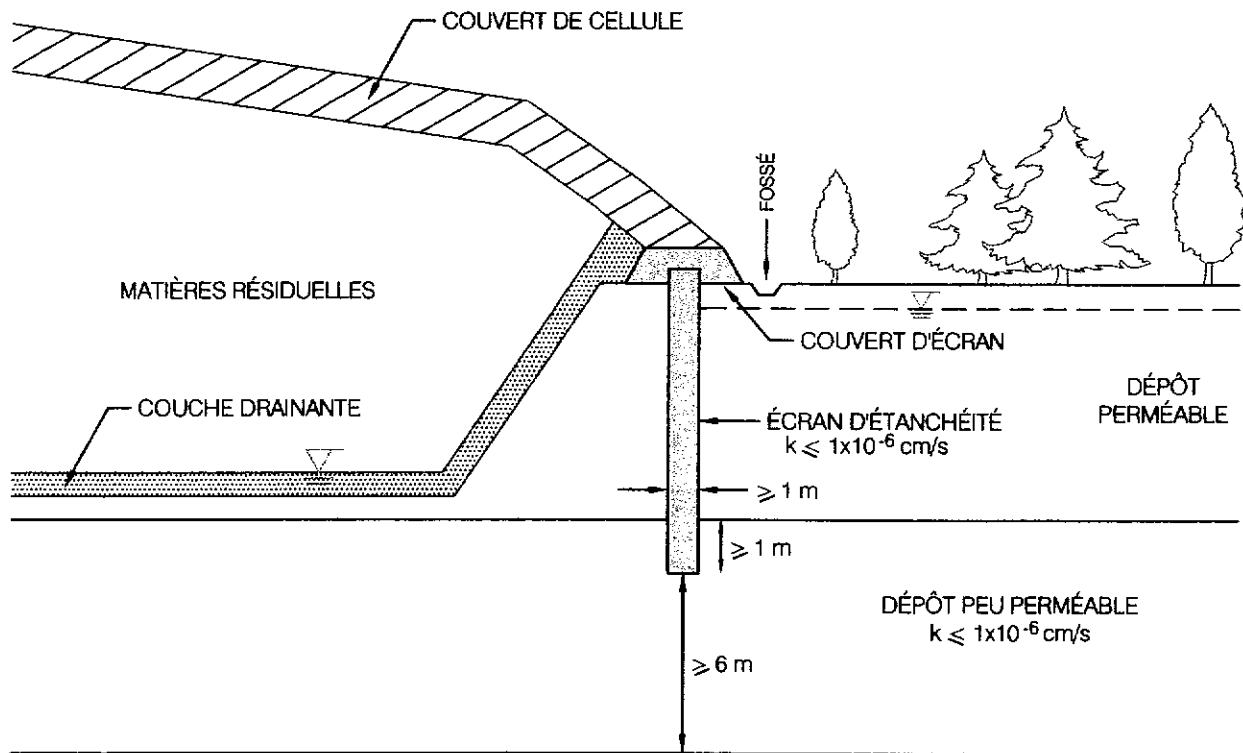 COUVERT DE CELLULE
FOSSÉ
MATIÈRES RÉSIDUELLES
COUVERT D'ÉCRAN
DÉPÔT
PERMÉABLE
COUCHE DRAINANTE
ÉCRAN D'ÉTANCHÉITÉ
k ⩽ 1x10⁻⁶ cm/s
⩾ 1 m
⩾ 1 m
DÉPÔT PEU PERMÉABLE
k ⩽ 1x10⁻⁶ cm/s
⩾ 6 m